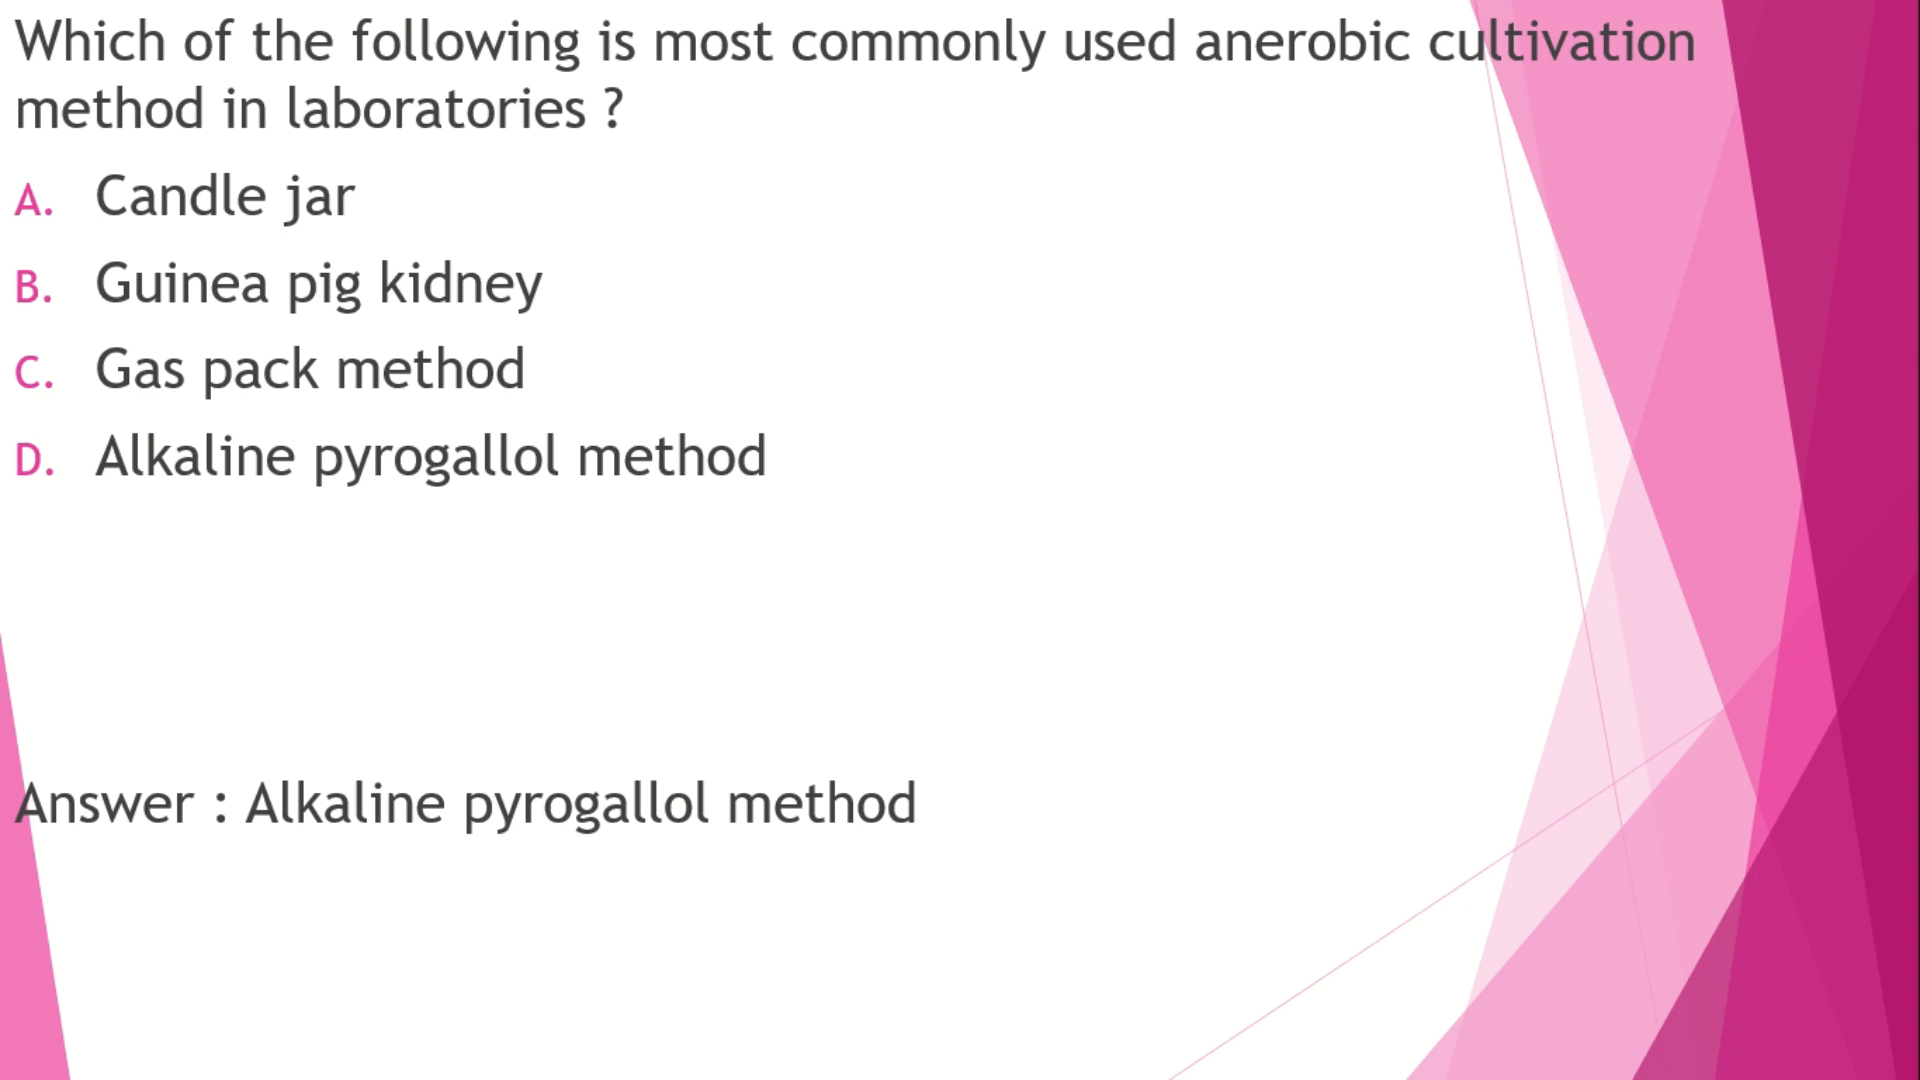 Which of the following is most commonly used anerobic cultivation
method in laboratories ?
A. Candle jar
B. Guinea pig kidney
C. Gas pack method
D. Alkaline pyrogallol method
Answer : Alkaline pyrogallol method